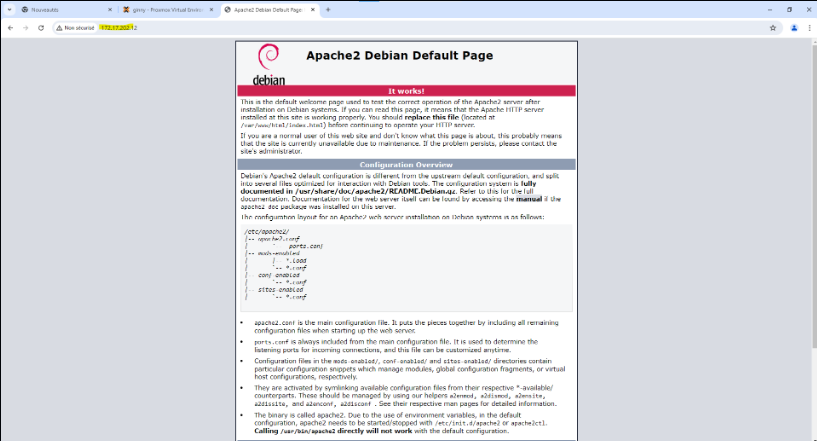 Nouveautés
ginny - Proxmox Virtual Enviro
Apache2 Debian Default Page
Non sécurisé
172.17.202.12
Apache2 Debian Default Page
debian
It works!
This is the default welcome page used to test the correct operation of the Apache2 server after
installation on Debian systems. If you can read this page, it means that the Apache HTTP server
installed at this site is working properly. You should replace this file (located at
/var/www/html/index.html) before continuing to operate your HTTP server.
If you are a normal user of this web site and don't know what this page is about, this probably means
that the site is currently unavailable due to maintenance. If the problem persists, please contact the
site's administrator.
Configuration Overview
Debian's Apache2 default configuration is different from the upstream default configuration, and split
into several files optimized for interaction with Debian tools. The configuration system is fully
documented in /usr/share/doc/apache2/README.Debian.gz. Refer to this for the full
documentation. Documentation for the web server itself can be found by accessing the manual if the
apache2-doc package was installed on this server.
The configuration layout for an Apache2 web server installation on Debian systems is as follows:
/etc/apache2/
|-- apache2.conf
|       `--  ports.conf
|-- mods-enabled
|       |-- *.load
|       `-- *.conf
|-- conf-enabled
|       `-- *.conf
|-- sites-enabled
|       `-- *.conf
• apache2.conf is the main configuration file. It puts the pieces together by including all remaining
configuration files when starting up the web server.
• ports.conf is always included from the main configuration file. It is used to determine the
listening ports for incoming connections, and this file can be customized anytime.
• Configuration files in the mods-enabled/, conf-enabled/ and sites-enabled/ directories contain
particular configuration snippets which manage modules, global configuration fragments, or virtual
host configurations, respectively.
• They are activated by symlinking available configuration files from their respective *-available/
counterparts. These should be managed by using our helpers a2enmod, a2dismod, a2ensite,
a2dissite, and a2enconf, a2disconf . See their respective man pages for detailed information.
• The binary is called apache2. Due to the use of environment variables, in the default
configuration, apache2 needs to be started/stopped with /etc/init.d/apache2 or apache2ctl.
Calling /usr/bin/apache2 directly will not work with the default configuration.